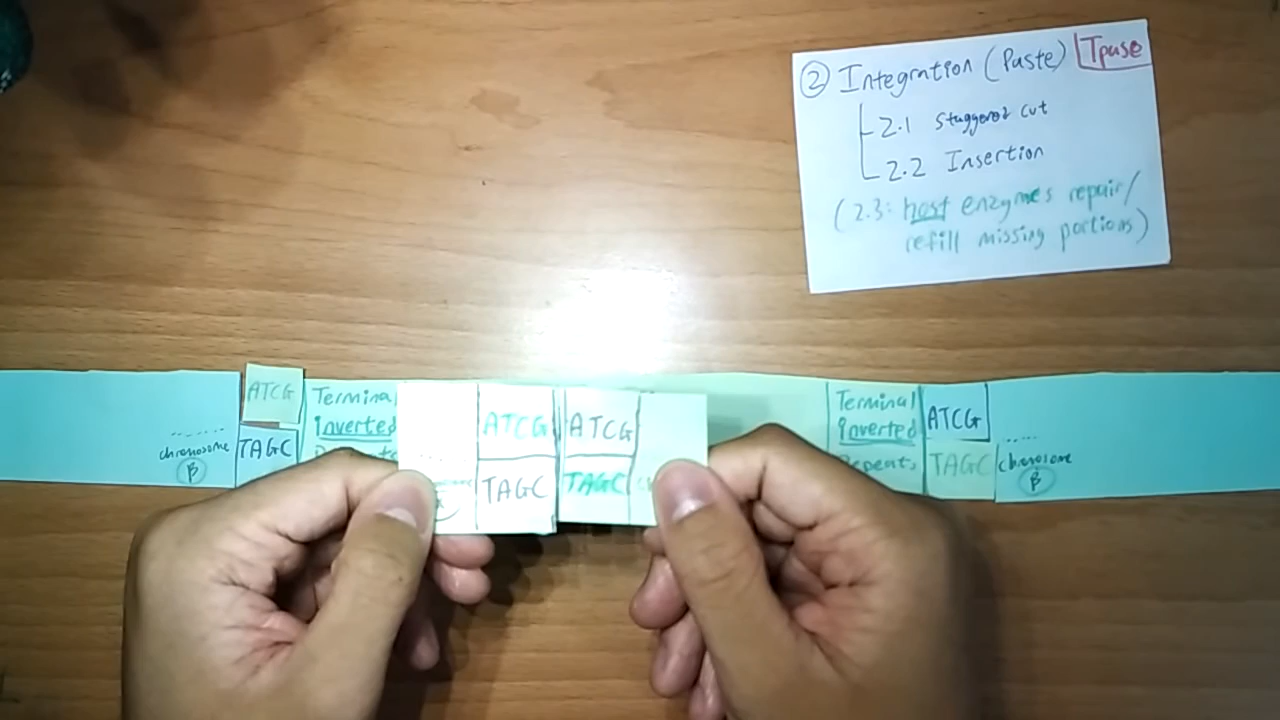 ② Integration (Paste) Tpase
2.1 staggered cut
2.2 Insertion
(2.3: host enzymes repair/
refill missing portions)
ATCG
TAGC
chromosome
β
Terminal
inverted
ATCG
TAGC
ATCG
TAGC
Terminal
inverted
Repeats
ATCG
TAGC
chromosome
β